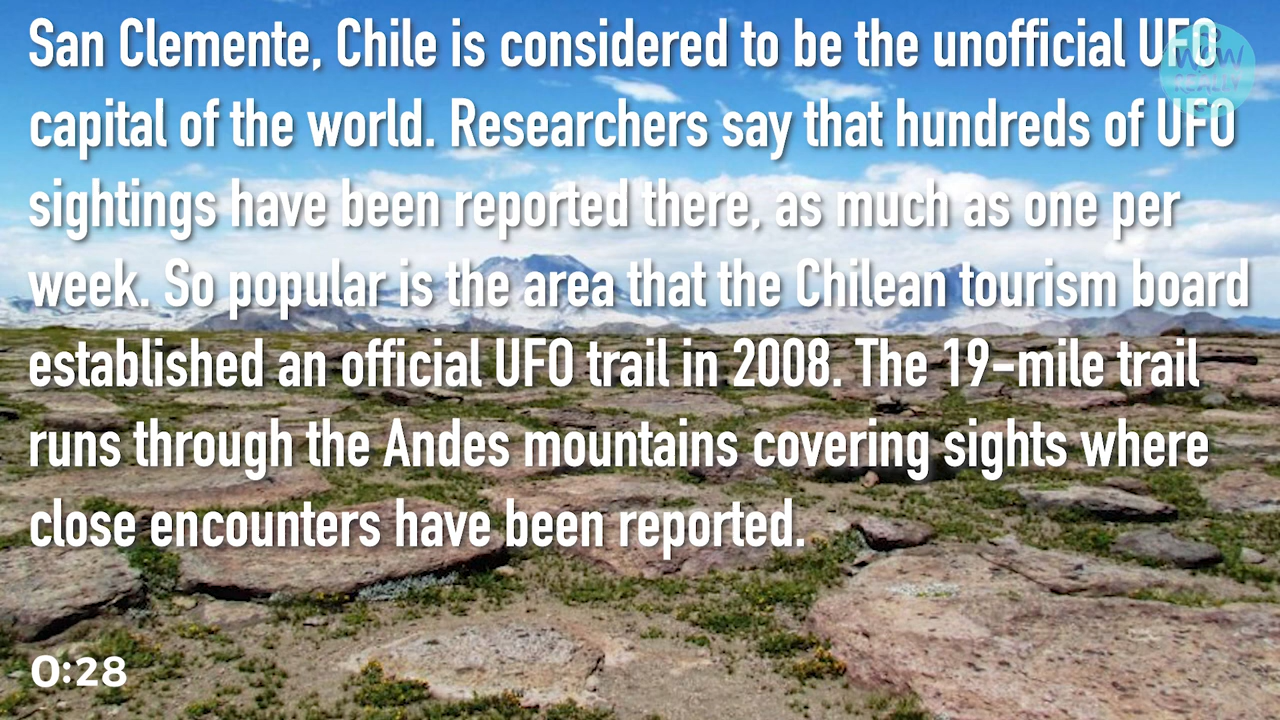 San Clemente, Chile is considered to be the unofficial UFO
capital of the world. Researchers say that hundreds of UFO
sightings have been reported there, as much as one per
week. So popular is the area that the Chilean tourism board
established an official UFO trail in 2008. The 19-mile trail
runs through the Andes mountains covering sights where
close encounters have been reported.
WOW
REALLY
0:28